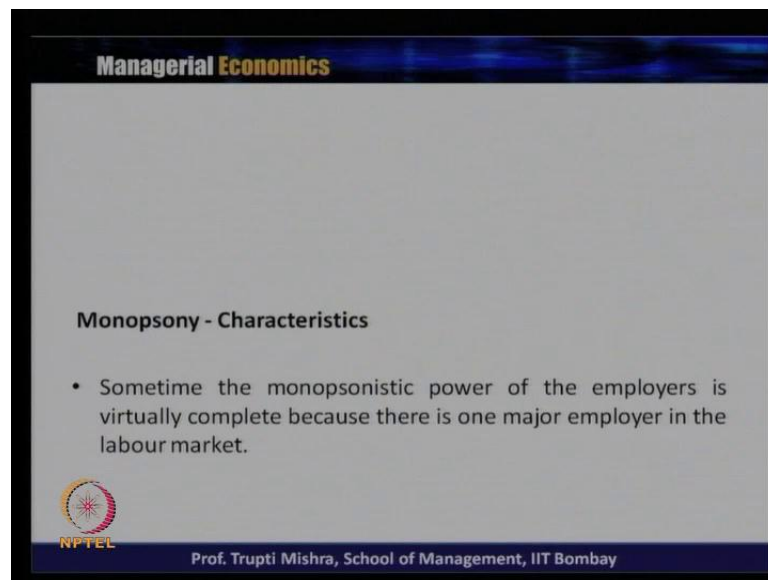 Managerial Economics
Monopsony - Characteristics
• Sometime the monopsonistic power of the employers is
virtually complete because there is one major employer in the
labour market.
NPTEL
Prof. Trupti Mishra, School of Management, IIT Bombay